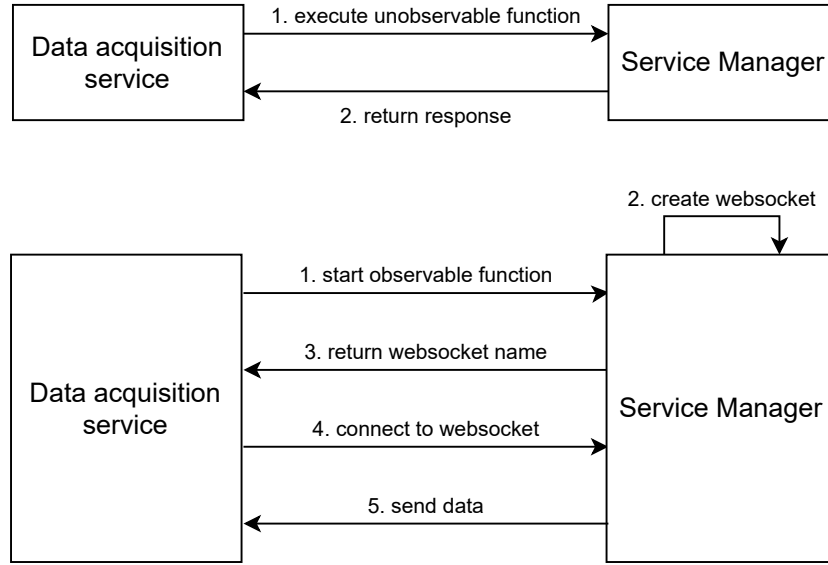 1. execute unobservable function
Data acquisition
service
Service Manager
2. return response
2. create websocket
1. start observable function
3. return websocket name
Data acquisition
service
Service Manager
4. connect to websocket
5. send data